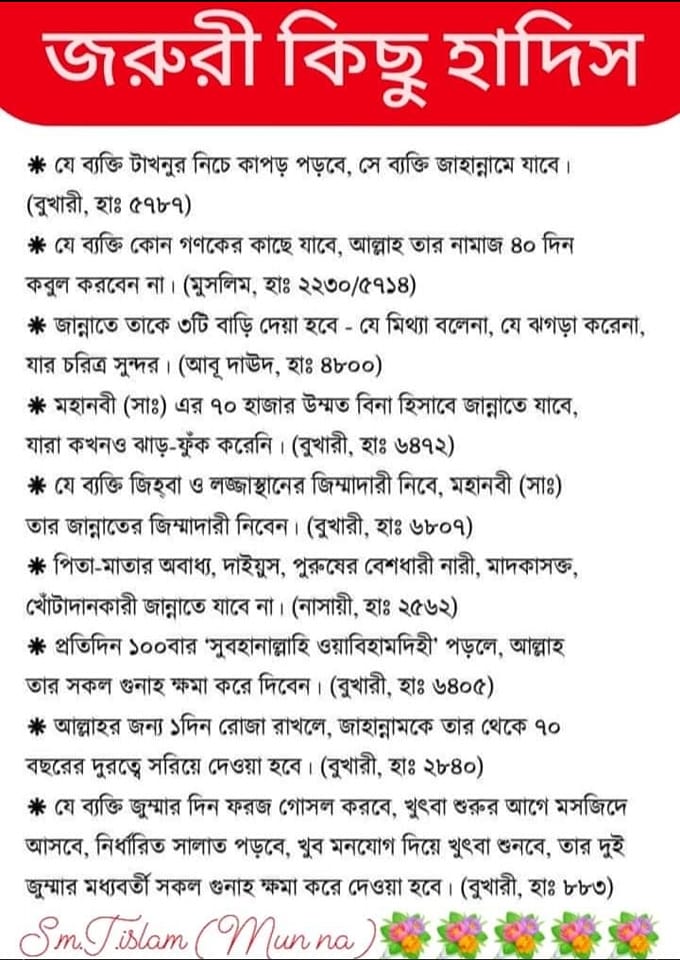 জরুরী কিছু হাদিস
✱ যে ব্যক্তি টাখনুর নিচে কাপড় পড়বে, সে ব্যক্তি জাহান্নামে যাবে।
(বুখারী, হাঃ ৫৭৮৭)
✱ যে ব্যক্তি কোন গণকের কাছে যাবে, আল্লাহ তার নামাজ ৪০ দিন
কবুল করবেন না। (মুসলিম, হাঃ ২২৩০/৫৭১৪)
✱ জান্নাতে তাকে ৩টি বাড়ি দেয়া হবে - যে মিথ্যা বলেনা, যে ঝগড়া করেনা,
যার চরিত্র সুন্দর। (আবূ দাঊদ, হাঃ ৪৮০০)
✱ মহানবী (সাঃ) এর ৭০ হাজার উম্মত বিনা হিসাবে জান্নাতে যাবে,
যারা কখনও ঝাড়-ফুঁক করেনি। (বুখারী, হাঃ ৬৪৭২)
✱ যে ব্যক্তি জিহ্‌বা ও লজ্জাস্থানের জিম্মাদারী নিবে, মহানবী (সাঃ)
তার জান্নাতের জিম্মাদারী নিবেন। (বুখারী, হাঃ ৬৮০৭)
✱ পিতা-মাতার অবাধ্য, দাইয়ুস, পুরুষের বেশধারী নারী, মাদকাসক্ত,
খোঁটাদানকারী জান্নাতে যাবে না। (নাসায়ী, হাঃ ২৫৬২)
✱ প্রতিদিন ১০০বার ‘সুবহানাল্লাহি ওয়াবিহামদিহী’ পড়লে, আল্লাহ
তার সকল গুনাহ ক্ষমা করে দিবেন। (বুখারী, হাঃ ৬৪০৫)
✱ আল্লাহর জন্য ১দিন রোজা রাখলে, জাহান্নামকে তার থেকে ৭০
বছরের দুরত্বে সরিয়ে দেওয়া হবে। (বুখারী, হাঃ ২৮৪০)
✱ যে ব্যক্তি জুম্মার দিন ফরজ গোসল করবে, খুৎবা শুরুর আগে মসজিদে
আসবে, নির্ধারিত সালাত পড়বে, খুব মনযোগ দিয়ে খুৎবা শুনবে, তার দুই
জুম্মার মধ্যবর্তী সকল গুনাহ ক্ষমা করে দেওয়া হবে। (বুখারী, হাঃ ৮৮৩)
Sm.J.islam (Mun na)